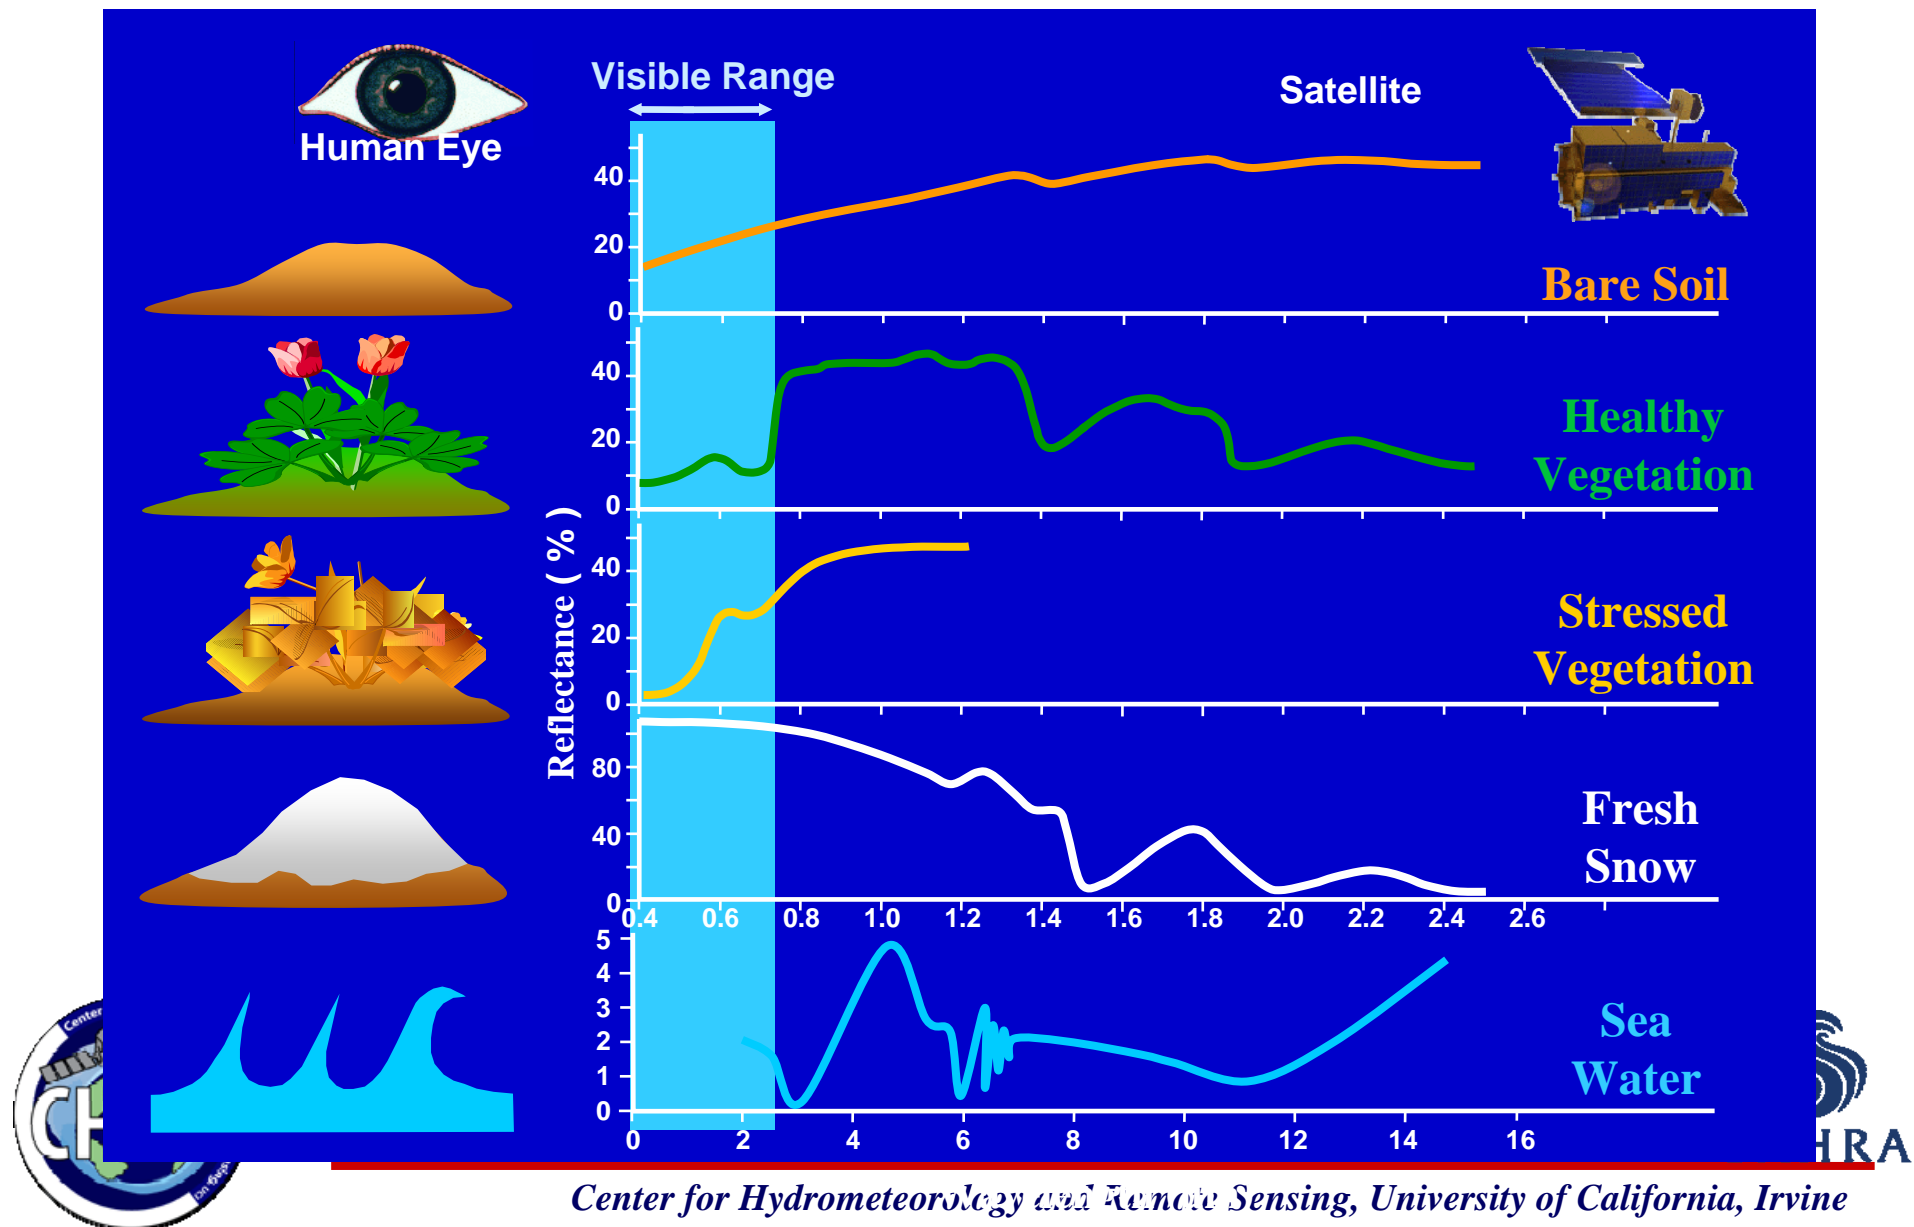 Visible Range
Satellite
Human Eye
Reflectance ( % )
40
20
0
Bare Soil
40
20
0
Healthy
Vegetation
40
20
0
Stressed
Vegetation
80
40
0
Fresh
Snow
0.4 0.6 0.8 1.0 1.2 1.4 1.6 1.8 2.0 2.2 2.4 2.6
5
4
3
2
1
0
Sea
Water
0 2 4 6 8 10 12 14 16
Center
HRA
Center for Hydrometeorology and Remote Sensing, University of California, Irvine